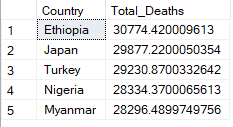 Country Total_Deaths
1 Ethiopia 30774.420009613
2 Japan 29877.2200050354
3 Turkey 29230.8700332642
4 Nigeria 28334.3700065613
5 Myanmar 28296.4899749756